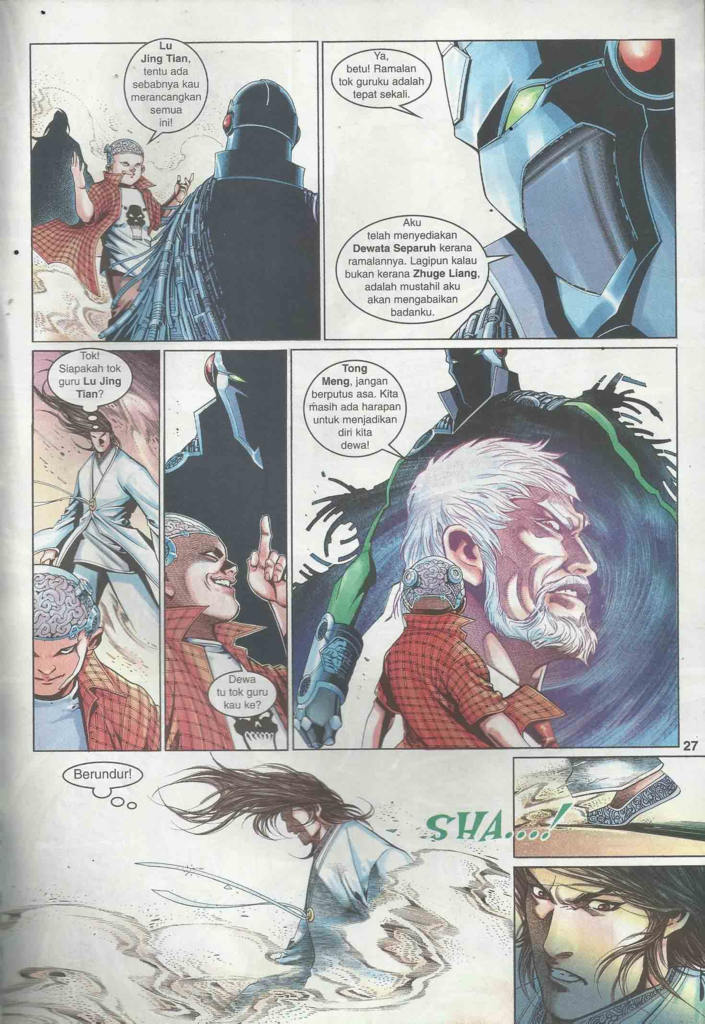 Lu
Jing Tian,
tentu ada
sebabnya kau
merancangkan
semua
ini!
Ya,
betu! Ramalan
tok guruku adalah
tepat sekali.
Aku
telah menyediakan
Dewata Separuh kerana
ramalannya. Lagipun kalau
bukan kerana Zhuge Liang,
adalah mustahil aku
akan mengabaikan
badanku.
Tok!
Siapakah tok
guru Lu Jing
Tian?
Dewa
tu tok guru
kau ke?
Tong
Meng, jangan
berputus asa. Kita
masih ada harapan
untuk menjadikan
diri kita
dewa!
27
Berundur!
SHA....!